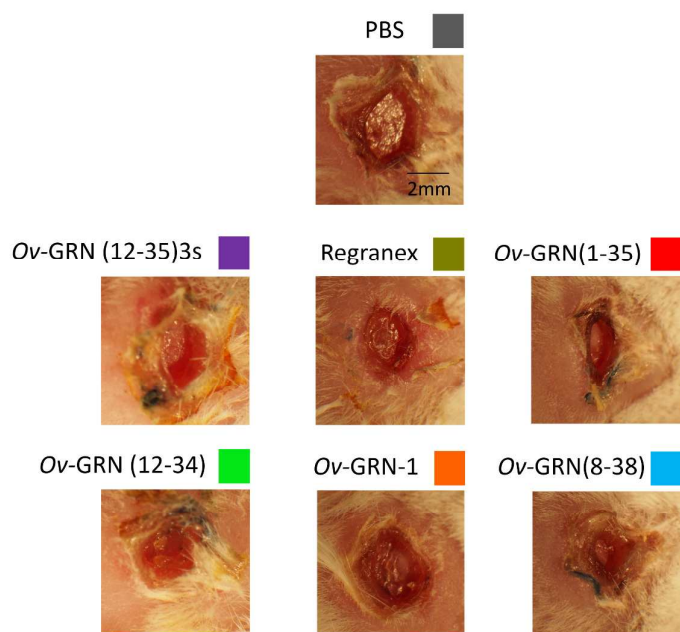 PBS
2mm
Ov-GRN (12-35)3s
Regranex
Ov-GRN(1-35)
Ov-GRN (12-34)
Ov-GRN-1
Ov-GRN(8-38)